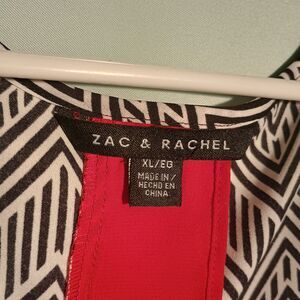 ZAC & RACHEL
XL/EG
MADE IN/
HECHO EN
CHINA